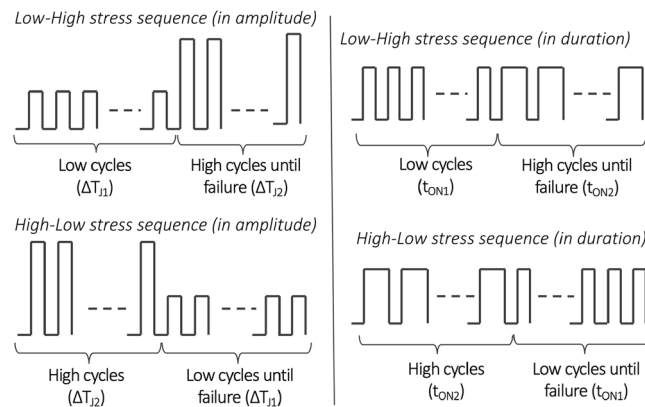 Low-High stress sequence (in amplitude)
Low cycles
(ΔTJ1)
High cycles until
failure (ΔTJ2)
High-Low stress sequence (in amplitude)
High cycles
(ΔTJ2)
Low cycles until
failure (ΔTJ1)
Low-High stress sequence (in duration)
Low cycles
(tON1)
High cycles until
failure (tON2)
High-Low stress sequence (in duration)
High cycles
(tON2)
Low cycles until
failure (tON1)